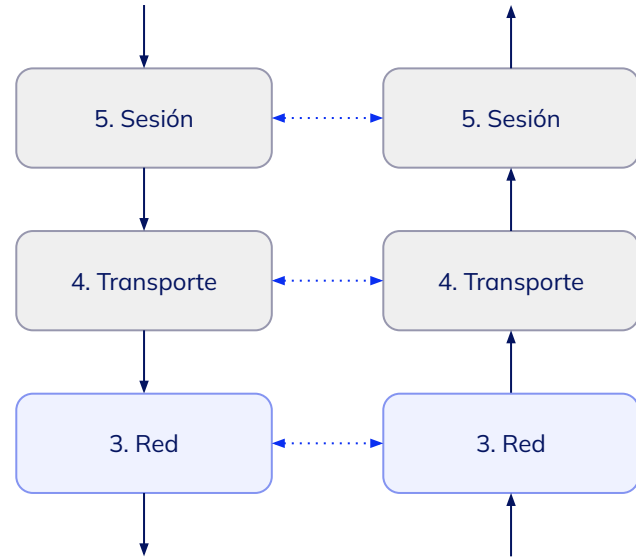 5. Sesión
5. Sesión
4. Transporte
4. Transporte
3. Red
3. Red